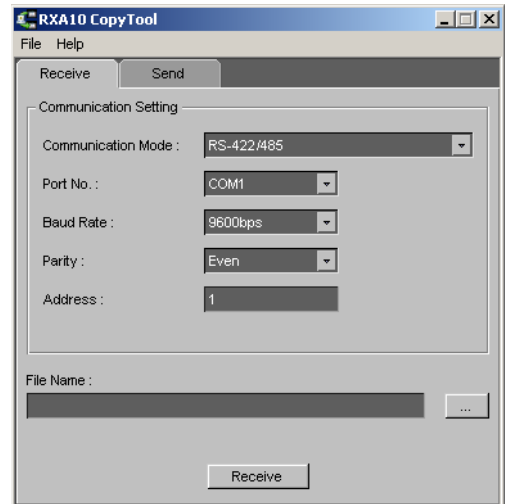 RXA10 CopyTool
File Help
Receive Send
Communication Setting
Communication Mode : RS-422/485
Port No. : COM1
Baud Rate : 9600bps
Parity : Even
Address : 1
File Name :
...
Receive